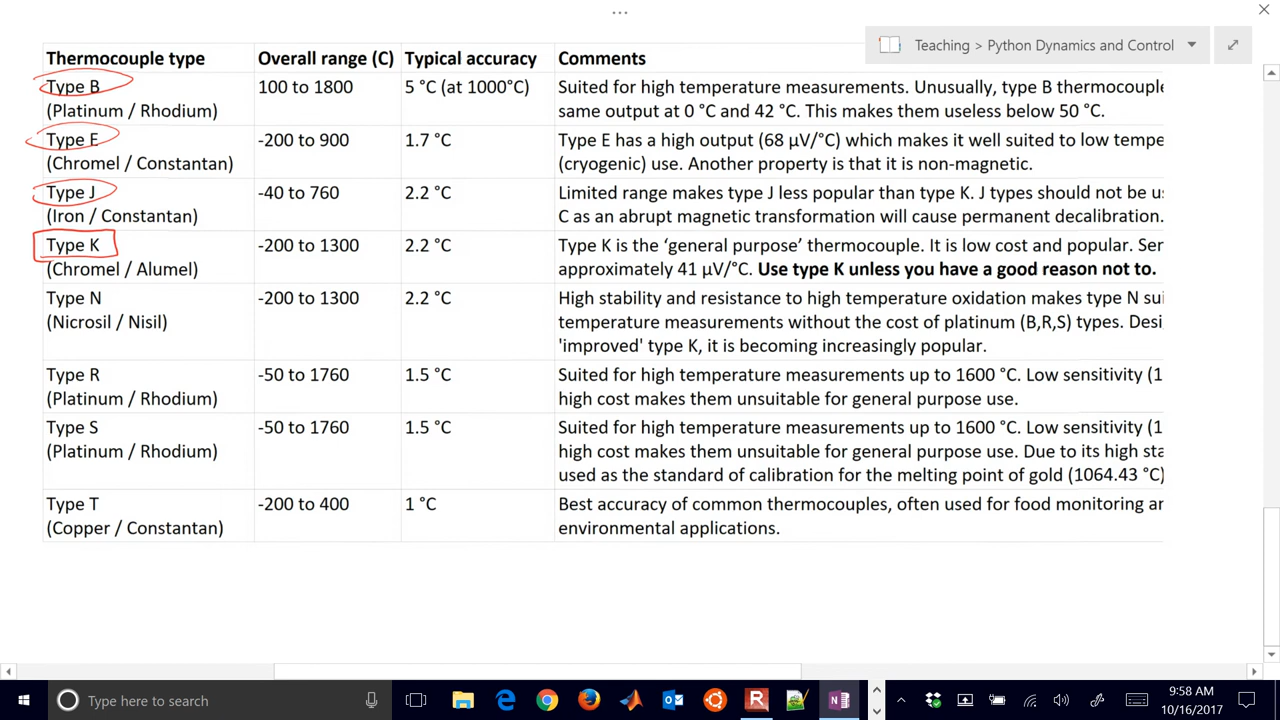 Teaching > Python Dynamics and Control
Thermocouple type Overall range (C) Typical accuracy Comments
Type B 100 to 1800 5 °C (at 1000°C) Suited for high temperature measurements. Unusually, type B thermocouple
(Platinum / Rhodium) same output at 0 °C and 42 °C. This makes them useless below 50 °C.
Type E -200 to 900 1.7 °C Type E has a high output (68 µV/°C) which makes it well suited to low tempe
(Chromel / Constantan) (cryogenic) use. Another property is that it is non-magnetic.
Type J -40 to 760 2.2 °C Limited range makes type J less popular than type K. J types should not be us
(Iron / Constantan) C as an abrupt magnetic transformation will cause permanent decalibration.
Type K -200 to 1300 2.2 °C Type K is the ‘general purpose’ thermocouple. It is low cost and popular. Sen
(Chromel / Alumel) approximately 41 µV/°C. Use type K unless you have a good reason not to.
Type N -200 to 1300 2.2 °C High stability and resistance to high temperature oxidation makes type N sui
(Nicrosil / Nisil) temperature measurements without the cost of platinum (B,R,S) types. Desi
'improved' type K, it is becoming increasingly popular.
Type R -50 to 1760 1.5 °C Suited for high temperature measurements up to 1600 °C. Low sensitivity (1
(Platinum / Rhodium) high cost makes them unsuitable for general purpose use.
Type S -50 to 1760 1.5 °C Suited for high temperature measurements up to 1600 °C. Low sensitivity (1
(Platinum / Rhodium) high cost makes them unsuitable for general purpose use. Due to its high sta
used as the standard of calibration for the melting point of gold (1064.43 °C)
Type T -200 to 400 1 °C Best accuracy of common thermocouples, often used for food monitoring an
(Copper / Constantan) environmental applications.
Type here to search
9:58 AM
10/16/2017